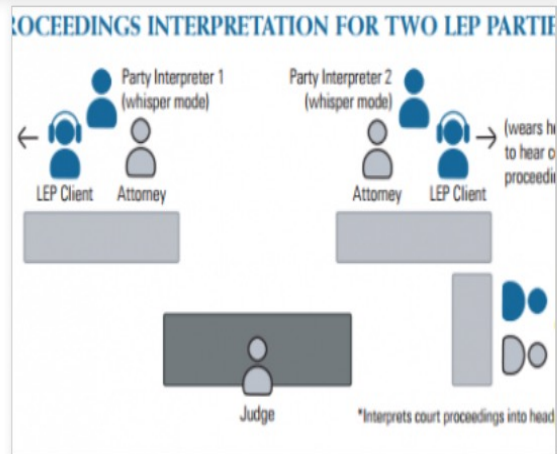 ROCEEDINGS INTERPRETATION FOR TWO LEP PARTIE
Party Interpreter 1
(whisper mode)
LEP Client
Attorney
Party Interpreter 2
(whisper mode)
(wears
to hear
Attorney
LEP Client
Judge
*Interprets court proceedings into head